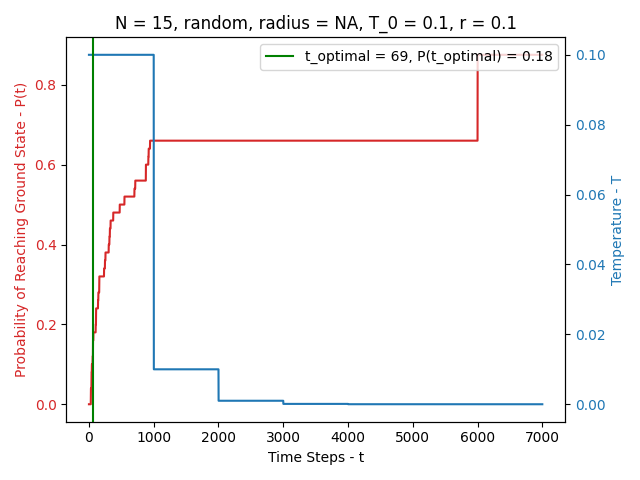 N = 15, random, radius = NA, T_0 = 0.1, r = 0.1
t_optimal = 69, P(t_optimal) = 0.18
Probability of Reaching Ground State - P(t)
0.8
0.6
0.4
0.2
0.0
0.10
0.08
0.06
0.04
0.02
0.00
Temperature - T
0 1000 2000 3000 4000 5000 6000 7000
Time Steps - t